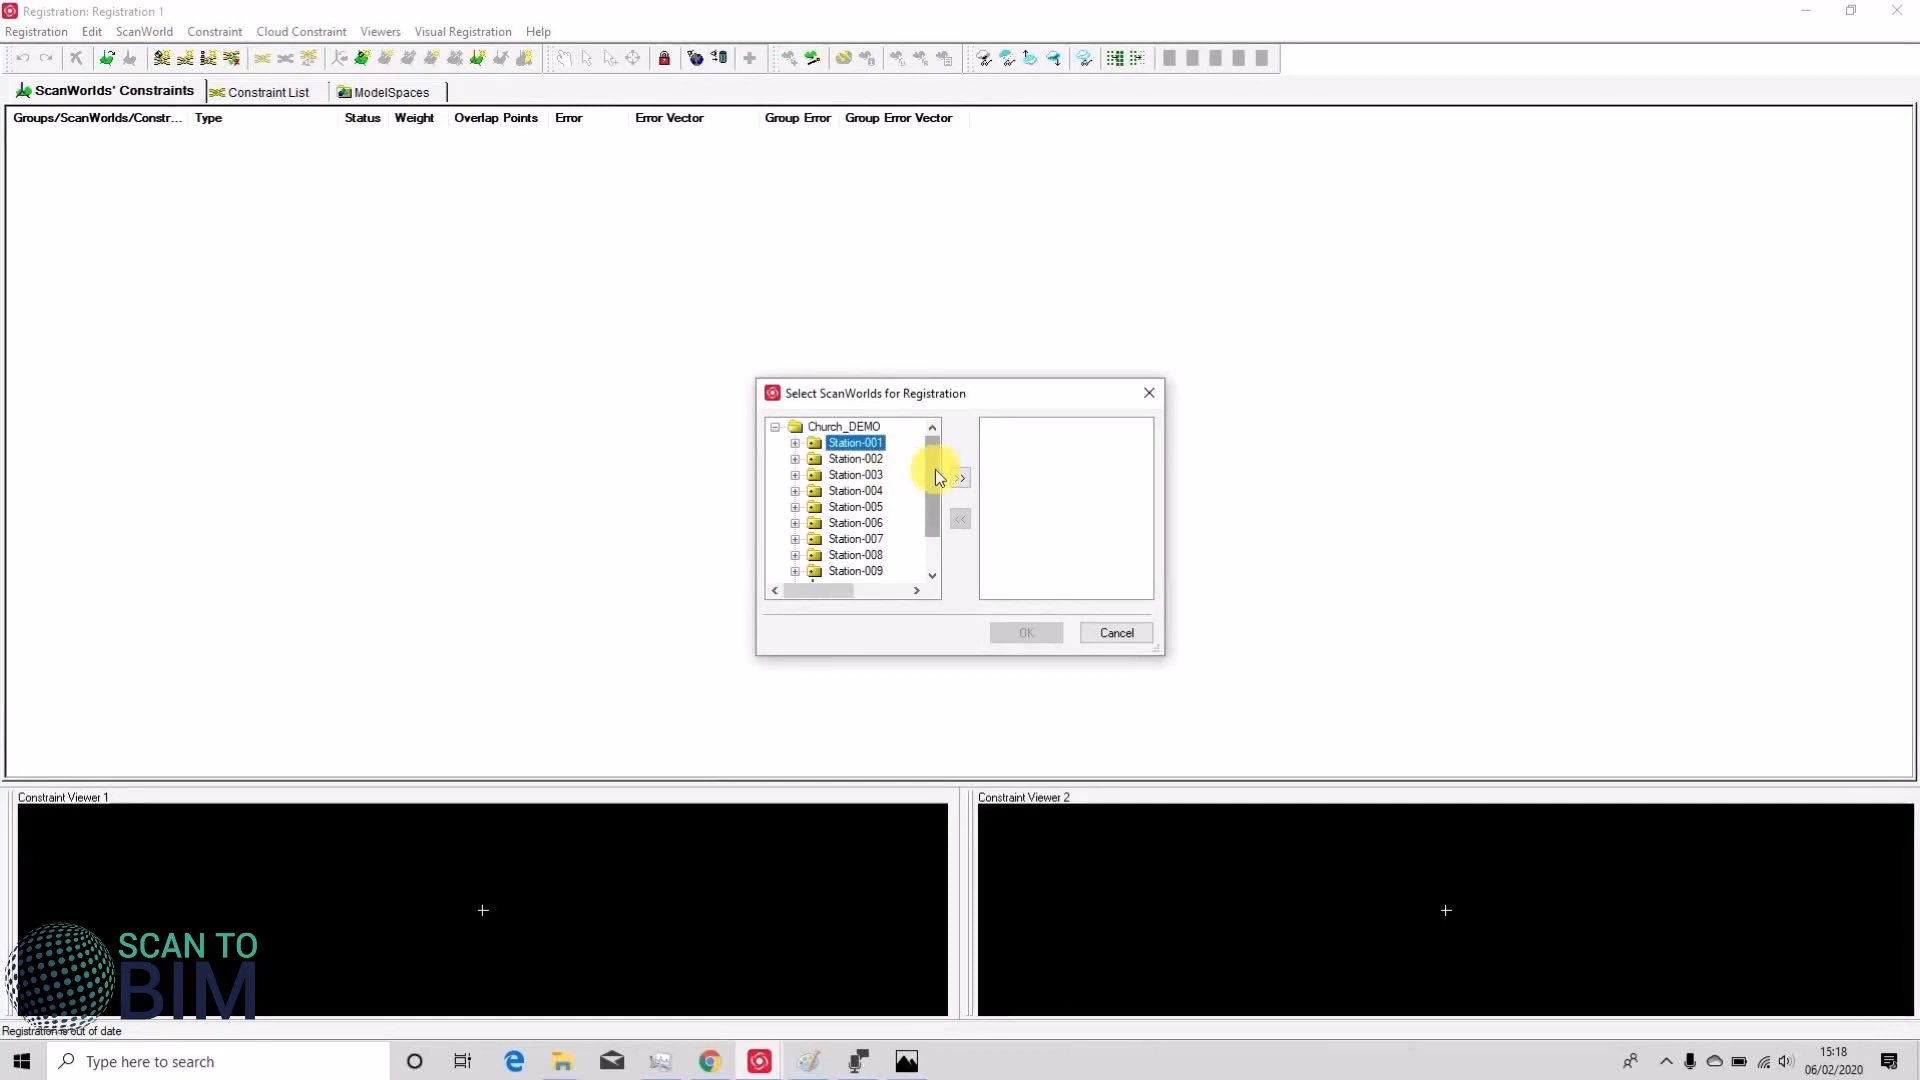 Registration: Registration 1
Registration Edit ScanWorld Constraint Cloud Constraint Viewers Visual Registration Help
ScanWorlds' Constraints Constraint List ModelSpaces
Groups/ScanWorlds/Constr... Type Status Weight Overlap Points Error Error Vector Group Error Group Error Vector
Select ScanWorlds for Registration
Church_DEMO
Station-001
Station-002
Station-003
Station-004
Station-005
Station-006
Station-007
Station-008
Station-009
>>
<<
OK Cancel
Constraint Viewer 1 Constraint Viewer 2
SCAN TO
BIM
Registration is out of date
Type here to search
15:18
06/02/2020